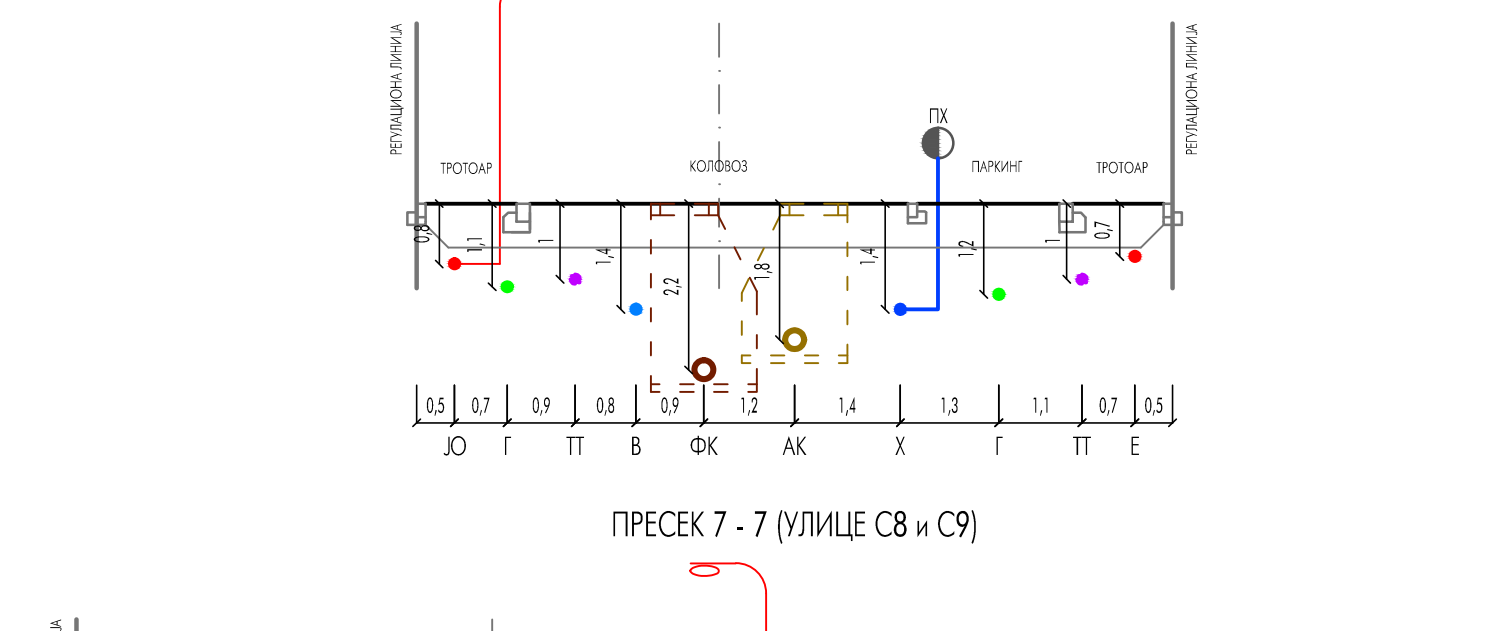 РЕГУЛАЦИОНА ЛИНИЈА
РЕГУЛАЦИОНА ЛИНИЈА
ПХ
ТРОТОАР
КОЛОВОЗ
ПАРКИНГ
ТРОТОАР
0,8
1,1
1
1,4
2,2
1,8
1,4
1,2
1
0,7
0,5 0,7 0,9 0,8 0,9 1,2 1,4 1,3 1,1 0,7 0,5
ЈО Г ТТ В ФК АК Х Г ТТ Е
ПРЕСЕК 7 - 7 (УЛИЦЕ С8 и С9)
ЈА